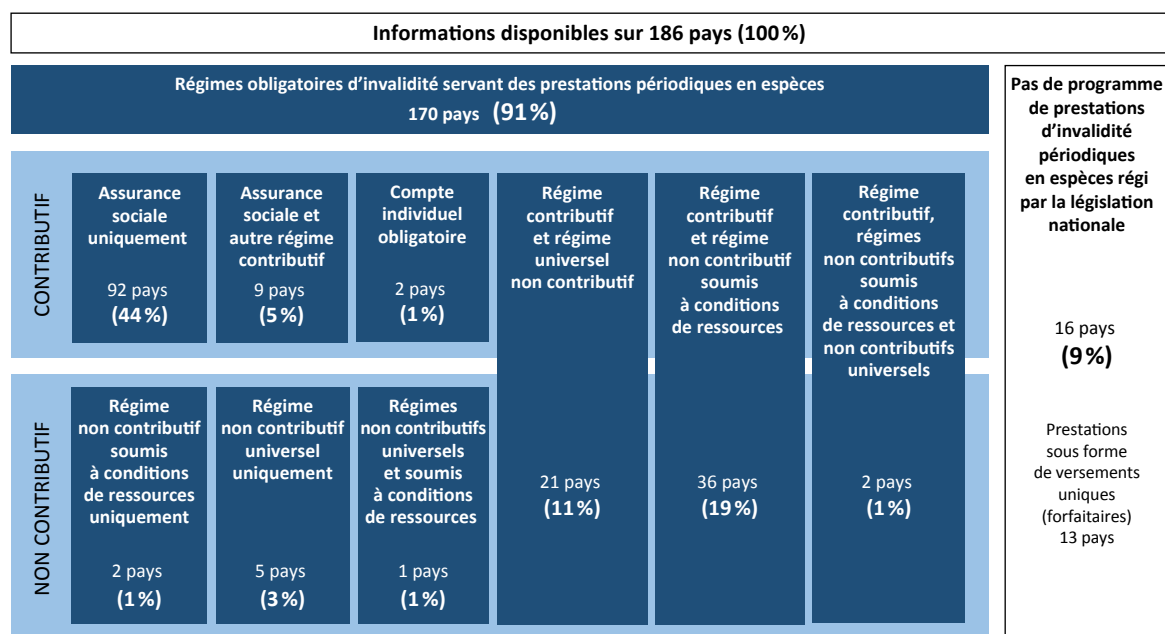 Informations disponibles sur 186 pays (100 %)
Régimes obligatoires d’invalidité servant des prestations périodiques en espèces
170 pays (91 %)
CONTRIBUTIF
Assurance
sociale
uniquement
92 pays
(44 %)
Assurance
sociale et
autre régime
contributif
9 pays
(5 %)
Compte
individuel
obligatoire
2 pays
(1 %)
Régime
contributif
et régime
universel
non contributif
21 pays
(11 %)
Régime
contributif
et régime
non contributif
soumis
à conditions
de ressources
36 pays
(19 %)
Régime
contributif,
régimes
non contributifs
soumis
à conditions
de ressources et
non contributifs
universels
2 pays
(1 %)
NON CONTRIBUTIF
Régime
non contributif
soumis
à conditions
de ressources
uniquement
2 pays
(1 %)
Régime
non contributif
universel
uniquement
5 pays
(3 %)
Régimes
non contributifs
universels
et soumis
à conditions
de ressources
1 pays
(1 %)
Pas de programme
de prestations
d’invalidité
périodiques
en espèces régi
par la législation
nationale
16 pays
(9 %)
Prestations
sous forme
de versements
uniques
(forfaitaires)
13 pays